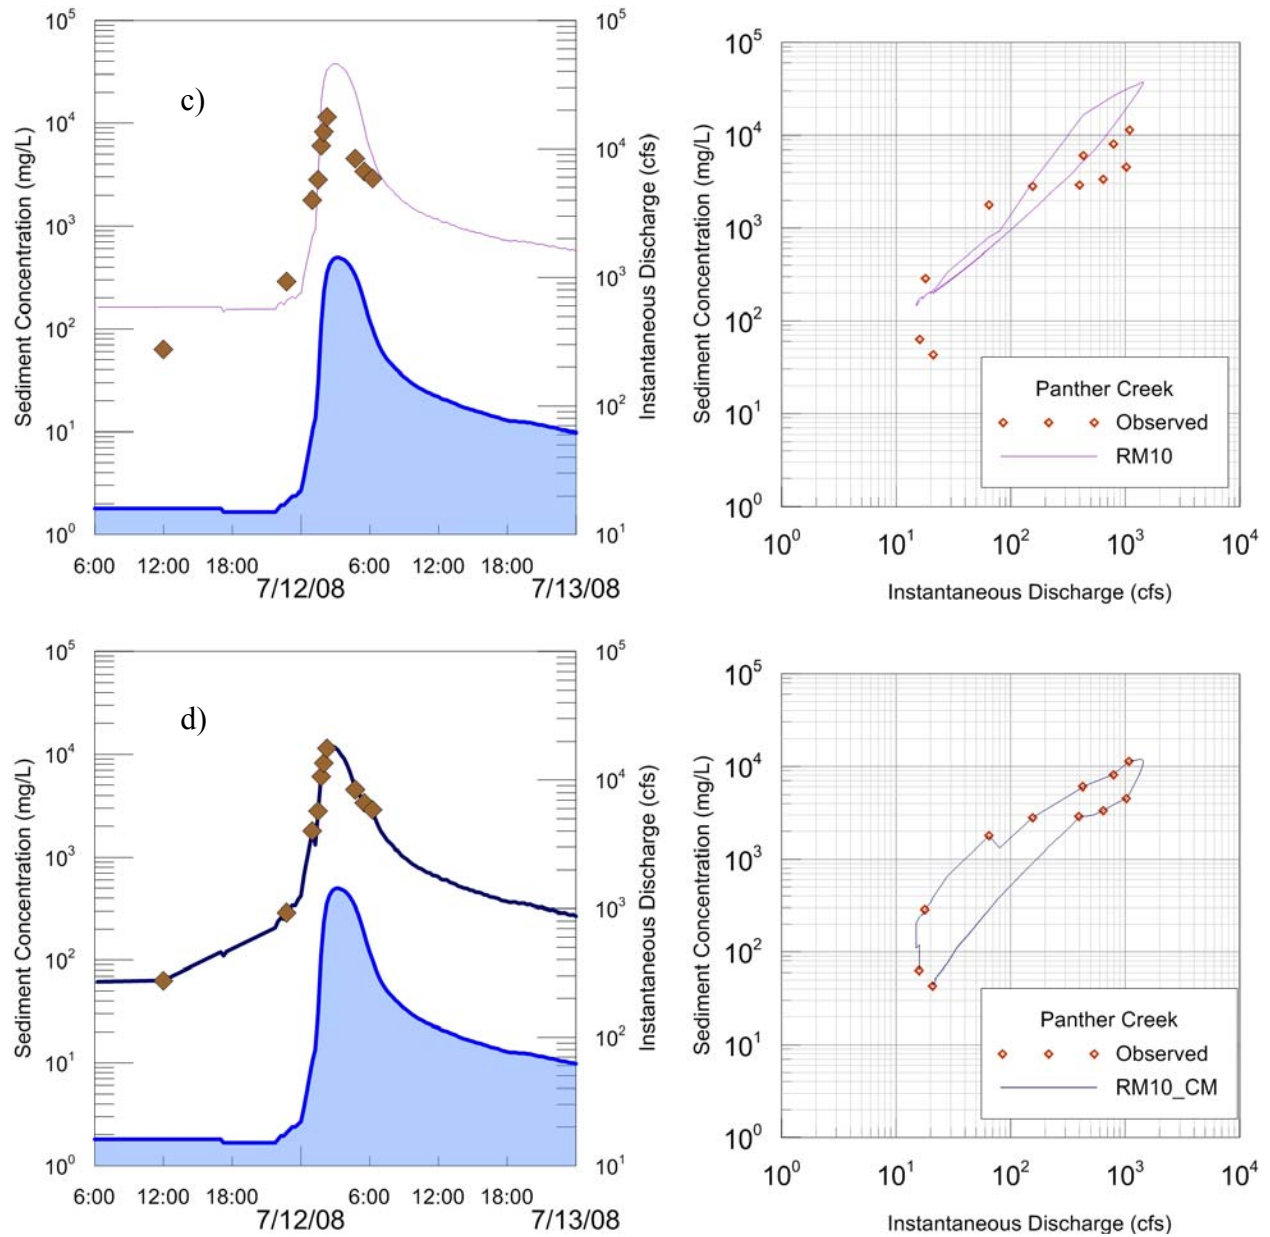 c)
Sediment Concentration (mg/L)
10^5
10^4
10^3
10^2
10^1
10^0
10^5
10^4
10^3
10^2
10^1
Instantaneous Discharge (cfs)
6:00 12:00 18:00 6:00 12:00 18:00
7/12/08 7/13/08
Sediment Concentration (mg/L)
10^5
10^4
10^3
10^2
10^1
10^0
Panther Creek
Observed
RM10
10^0 10^1 10^2 10^3 10^4
Instantaneous Discharge (cfs)
d)
Sediment Concentration (mg/L)
10^5
10^4
10^3
10^2
10^1
10^0
10^5
10^4
10^3
10^2
10^1
Instantaneous Discharge (cfs)
6:00 12:00 18:00 6:00 12:00 18:00
7/12/08 7/13/08
Sediment Concentration (mg/L)
10^5
10^4
10^3
10^2
10^1
10^0
Panther Creek
Observed
RM10_CM
10^0 10^1 10^2 10^3 10^4
Instantaneous Discharge (cfs)